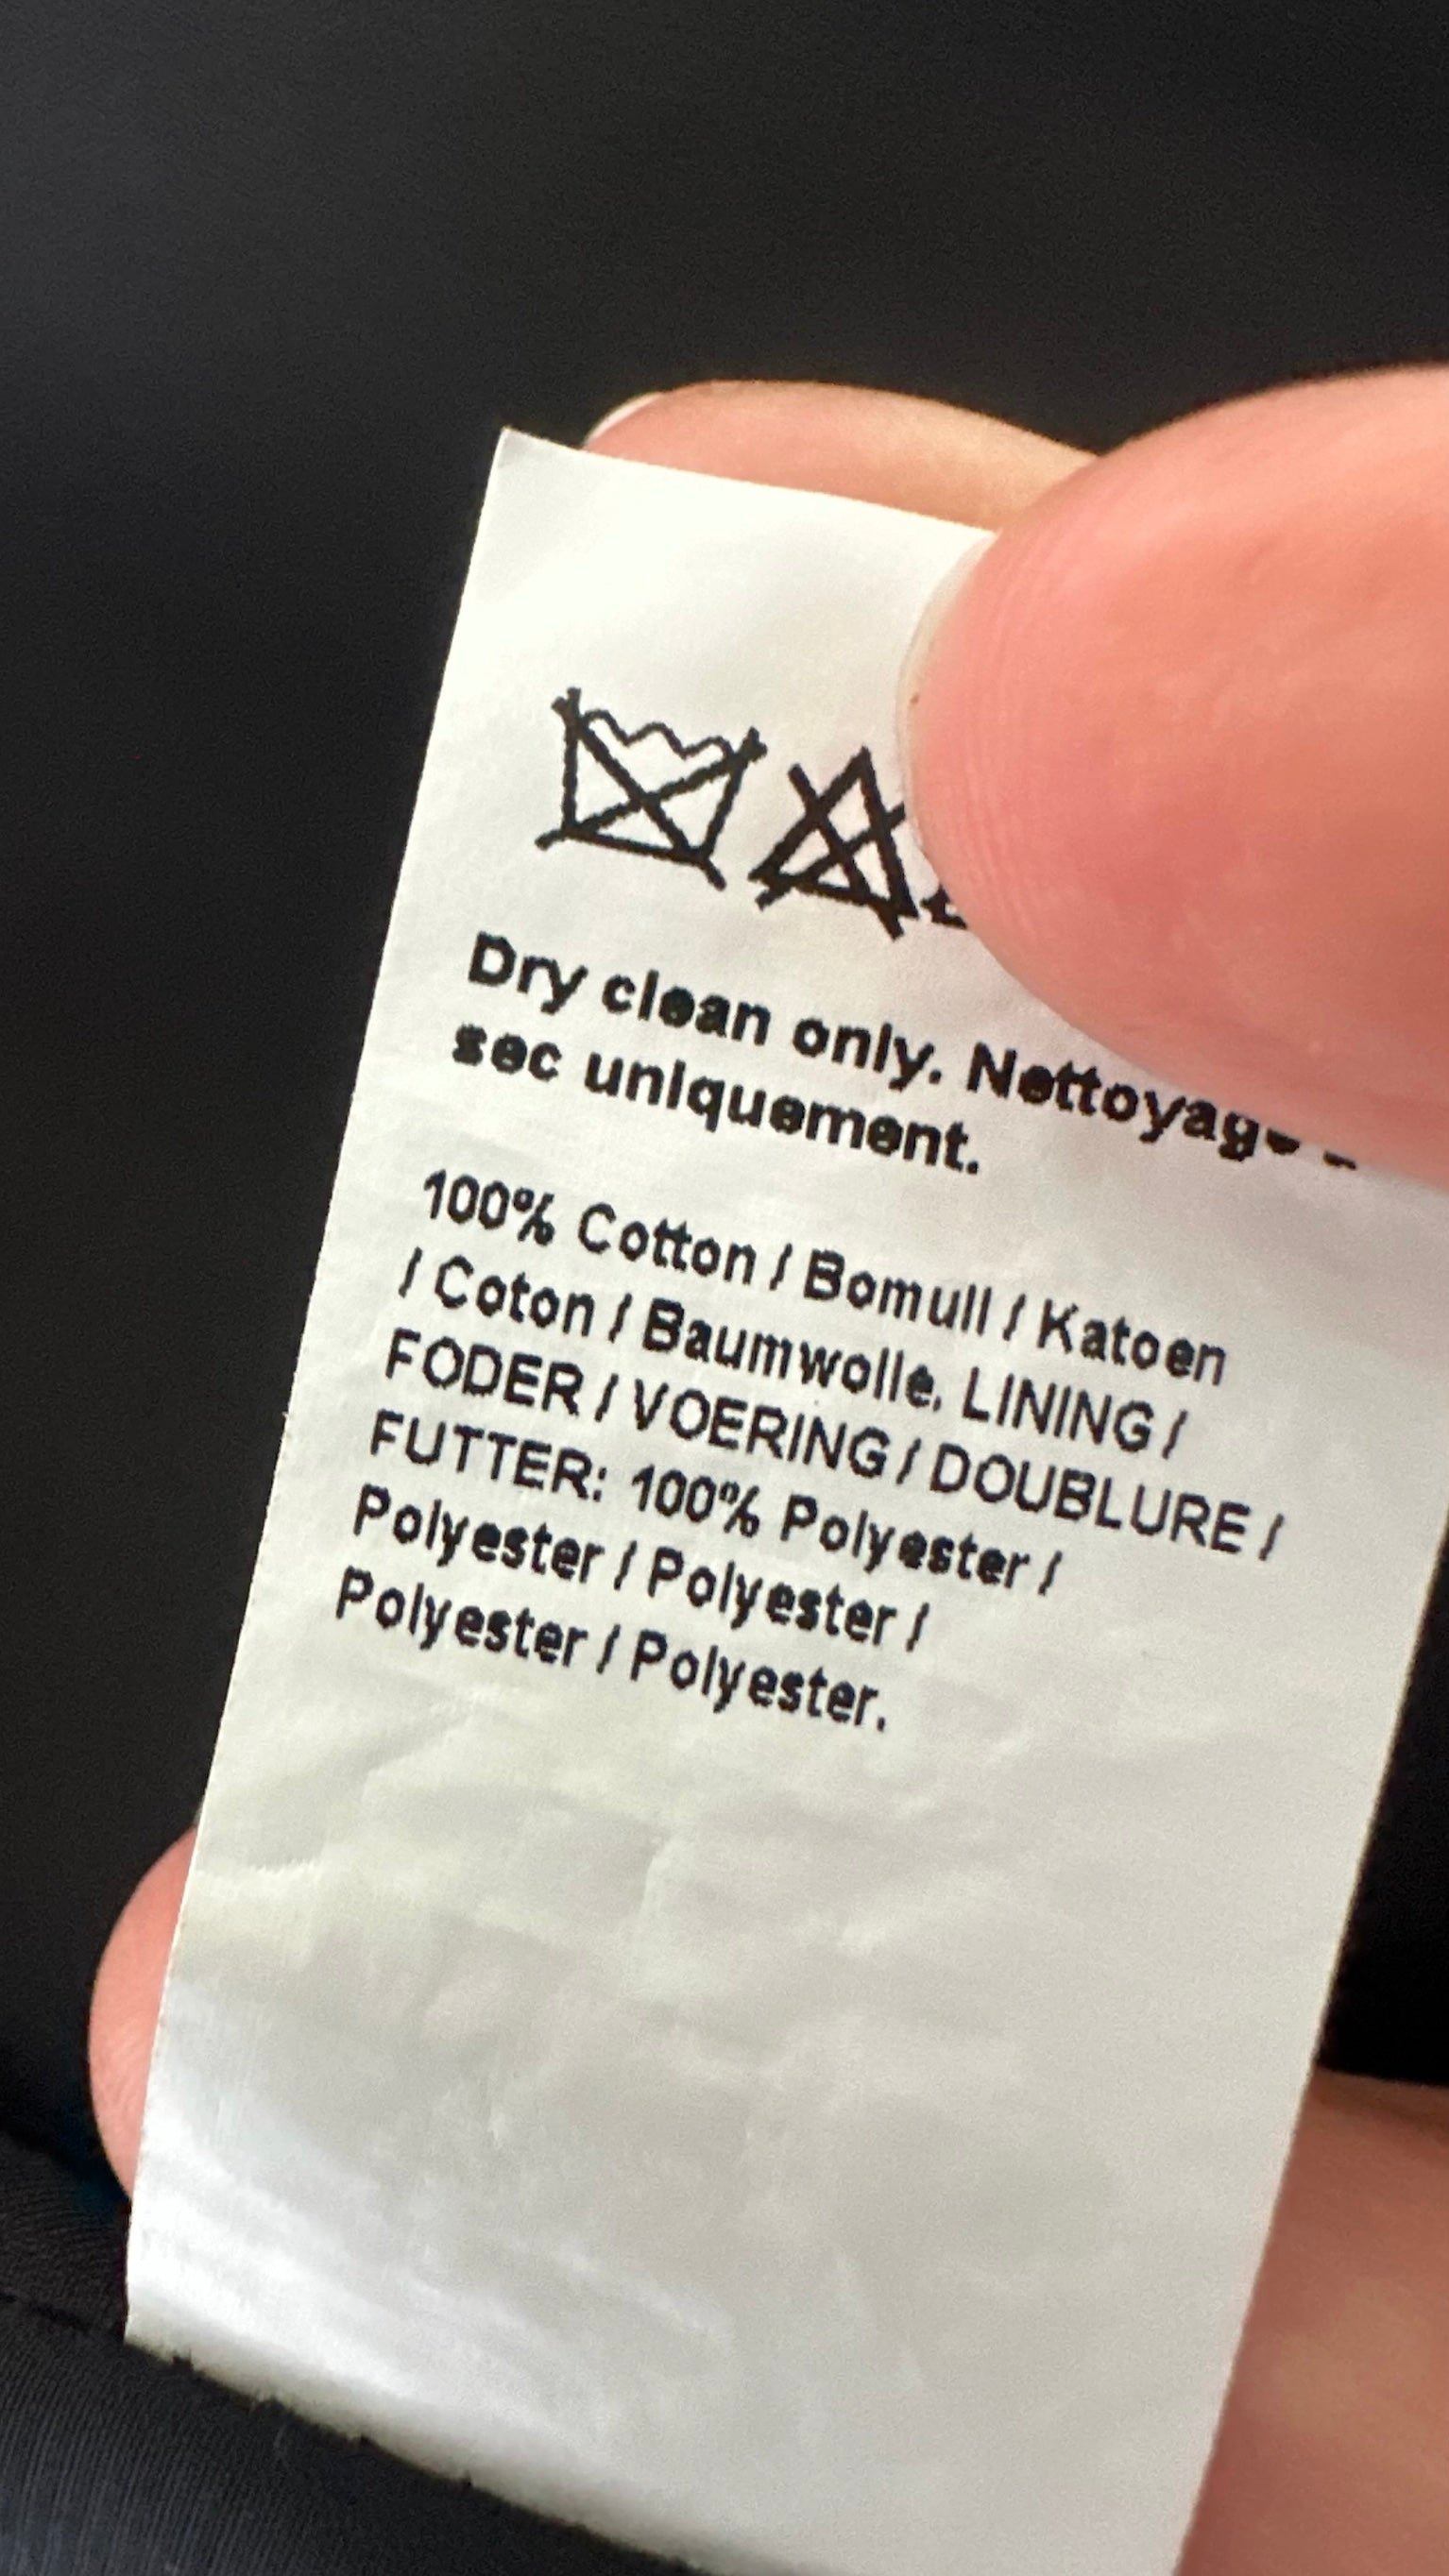 Dry clean only. Nettoyage
sec uniquement.
100% Cotton / Bomull / Katoen
/ Coton / Baumwolle. LINING /
FODER / VOERING / DOUBLURE /
FUTTER: 100% Polyester /
Polyester / Polyester /
Polyester / Polyester.